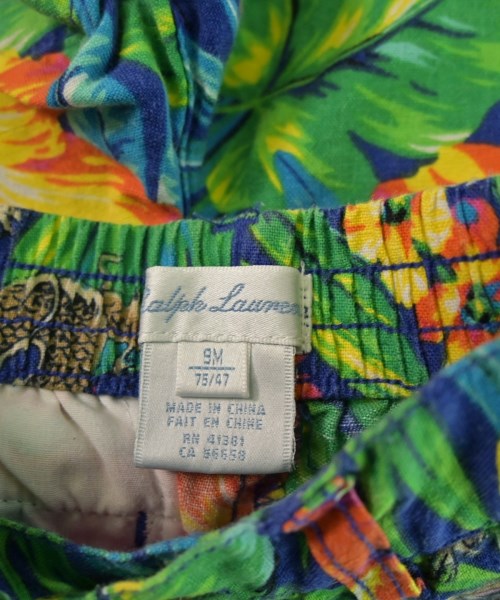 Ralph Lauren
9M
75/47
MADE IN CHINA
FAIT EN CHINE
RN 41381
CA 56658